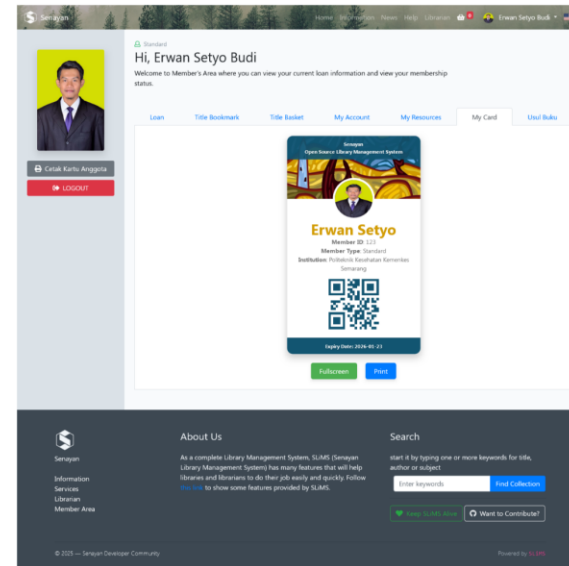 Senayan
Home Information News Help Librarian 0 Erwan Setyo Budi
Standard
Hi, Erwan Setyo Budi
Welcome to Member's Area where you can view your current loan information and view your membership
status.
Loan Title Bookmark Title Basket My Account My Resources My Card Usul Buku
Cetak Kartu Anggota
LOGOUT
Senayan
Open Source Library Management System
Erwan Setyo
Member ID: 123
Member Type: Standard
Institution: Politeknik Kesehatan Kemenkes
Semarang
Expiry Date: 2026-01-23
Fullscreen Print
Senayan
Information
Services
Librarian
Member Area
About Us
As a complete Library Management System, SLiMS (Senayan
Library Management System) has many features that will help
libraries and librarians to do their job easily and quickly. Follow
this link to show some features provided by SLiMS.
Search
start it by typing one or more keywords for title,
author or subject
Enter keywords Find Collection
Keep SLiMS Alive Want to Contribute?
© 2025 — Senayan Developer Community
Powered by SLiMS